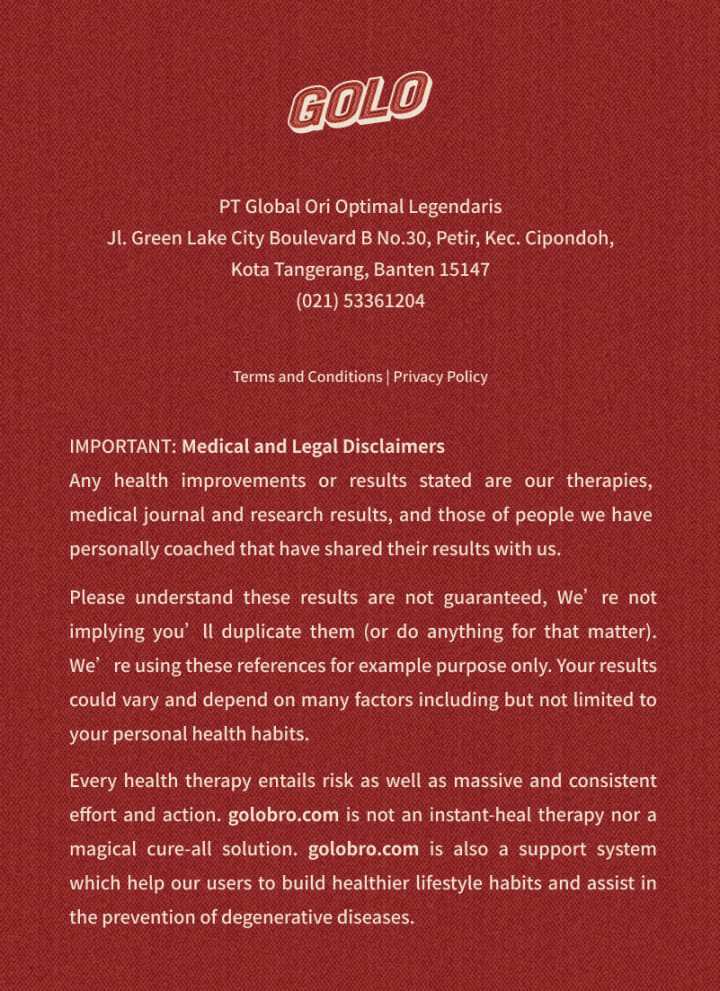 GOLO
PT Global Ori Optimal Legendaris
Jl. Green Lake City Boulevard B No.30, Petir, Kec. Cipondoh,
Kota Tangerang, Banten 15147
(021) 53361204
Terms and Conditions | Privacy Policy
IMPORTANT: Medical and Legal Disclaimers
Any health improvements or results stated are our therapies,
medical journal and research results, and those of people we have
personally coached that have shared their results with us.
Please understand these results are not guaranteed, We’re not
implying you’ll duplicate them (or do anything for that matter).
We’re using these references for example purpose only. Your results
could vary and depend on many factors including but not limited to
your personal health habits.
Every health therapy entails risk as well as massive and consistent
effort and action. golobro.com is not an instant-heal therapy nor a
magical cure-all solution. golobro.com is also a support system
which help our users to build healthier lifestyle habits and assist in
the prevention of degenerative diseases.